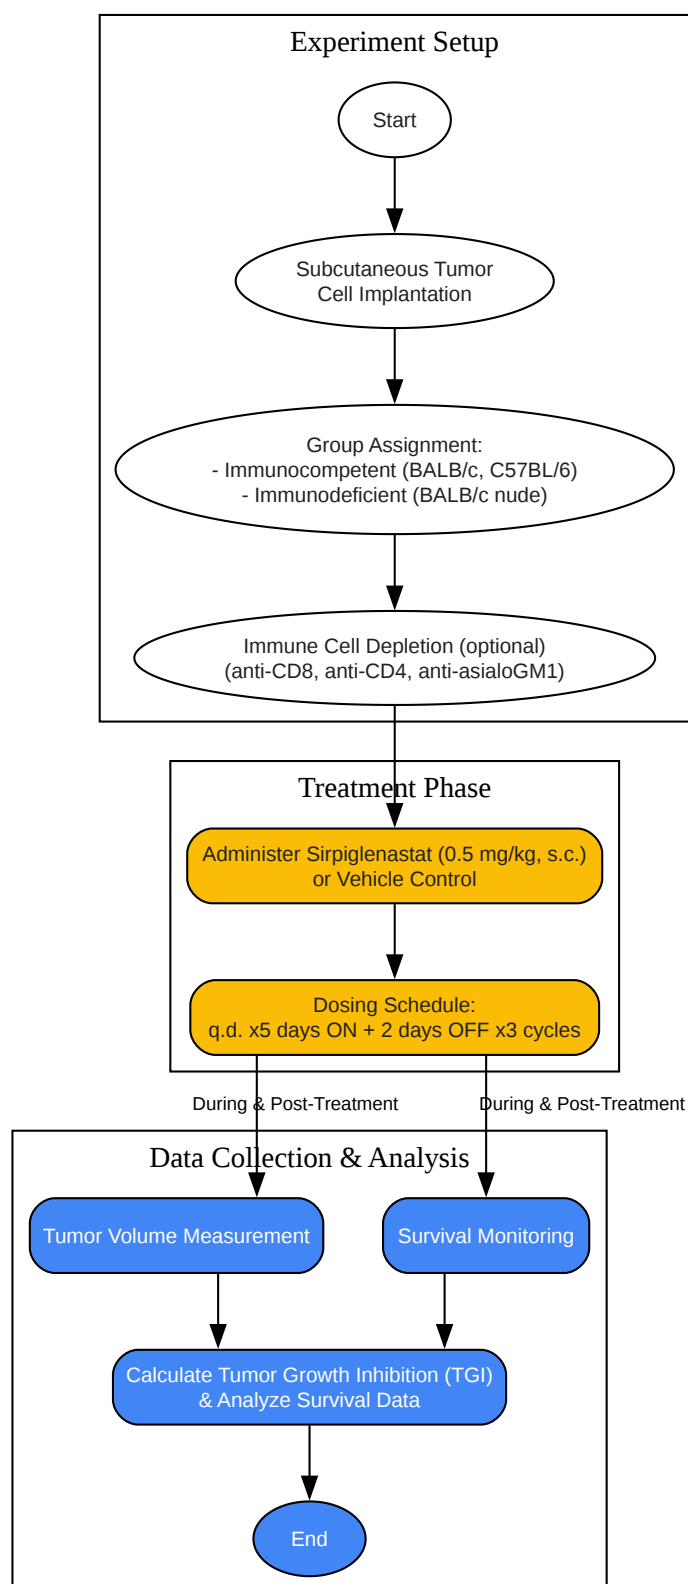 Experiment Setup
Start
Subcutaneous Tumor
Cell Implantation
Group Assignment:
- Immunocompetent (BALB/c, C57BL/6)
- Immunodeficient (BALB/c nude)
Immune Cell Depletion (optional)
(anti-CD8, anti-CD4, anti-asialoGM1)
Treatment Phase
Administer Sirpiglenastat (0.5 mg/kg, s.c.)
or Vehicle Control
Dosing Schedule:
q.d. x5 days ON + 2 days OFF x3 cycles
During & Post-Treatment
During & Post-Treatment
Data Collection & Analysis
Tumor Volume Measurement
Survival Monitoring
Calculate Tumor Growth Inhibition (TGI)
& Analyze Survival Data
End